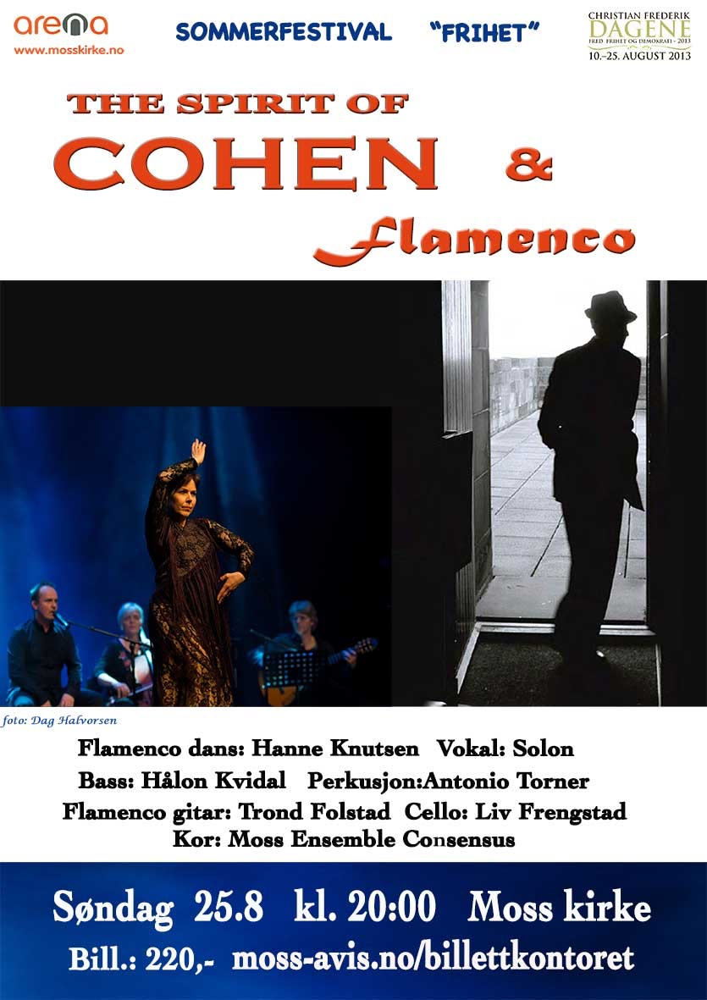 arena
www.mosskirke.no
SOMMERFESTIVAL "FRIHET"
CHRISTIAN FREDERIK
DAGENE
FRED FRIHET OG DEMOKRATI - 2013
10.–25. AUGUST 2013
THE SPIRIT OF
COHEN &
Flamenco
foto: Dag Halvorsen
Flamenco dans: Hanne Knutsen Vokal: Solon
Bass: Hålon Kvidal Perkusjon:Antonio Torner
Flamenco gitar: Trond Folstad Cello: Liv Frengstad
Kor: Moss Ensemble Consensus
Søndag 25.8 kl. 20:00 Moss kirke
Bill.: 220,- moss-avis.no/billettkontoret